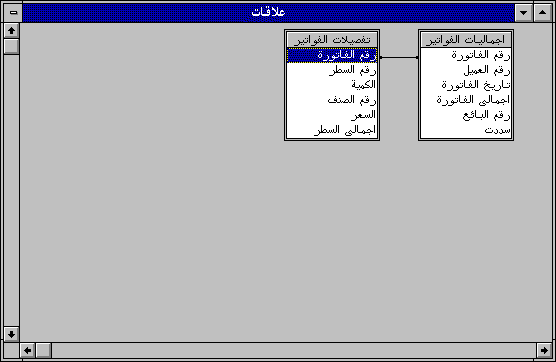 علاقات
اجماليات الفواتير
رقم الفاتورة
رقم العميل
تاريخ الفاتورة
اجمالى الفاتورة
رقم البائع
سددت
تفصيلات الفواتير
رقم الفاتورة
رقم السطر
الكمية
رقم الصنف
السعر
اجمالى السطر